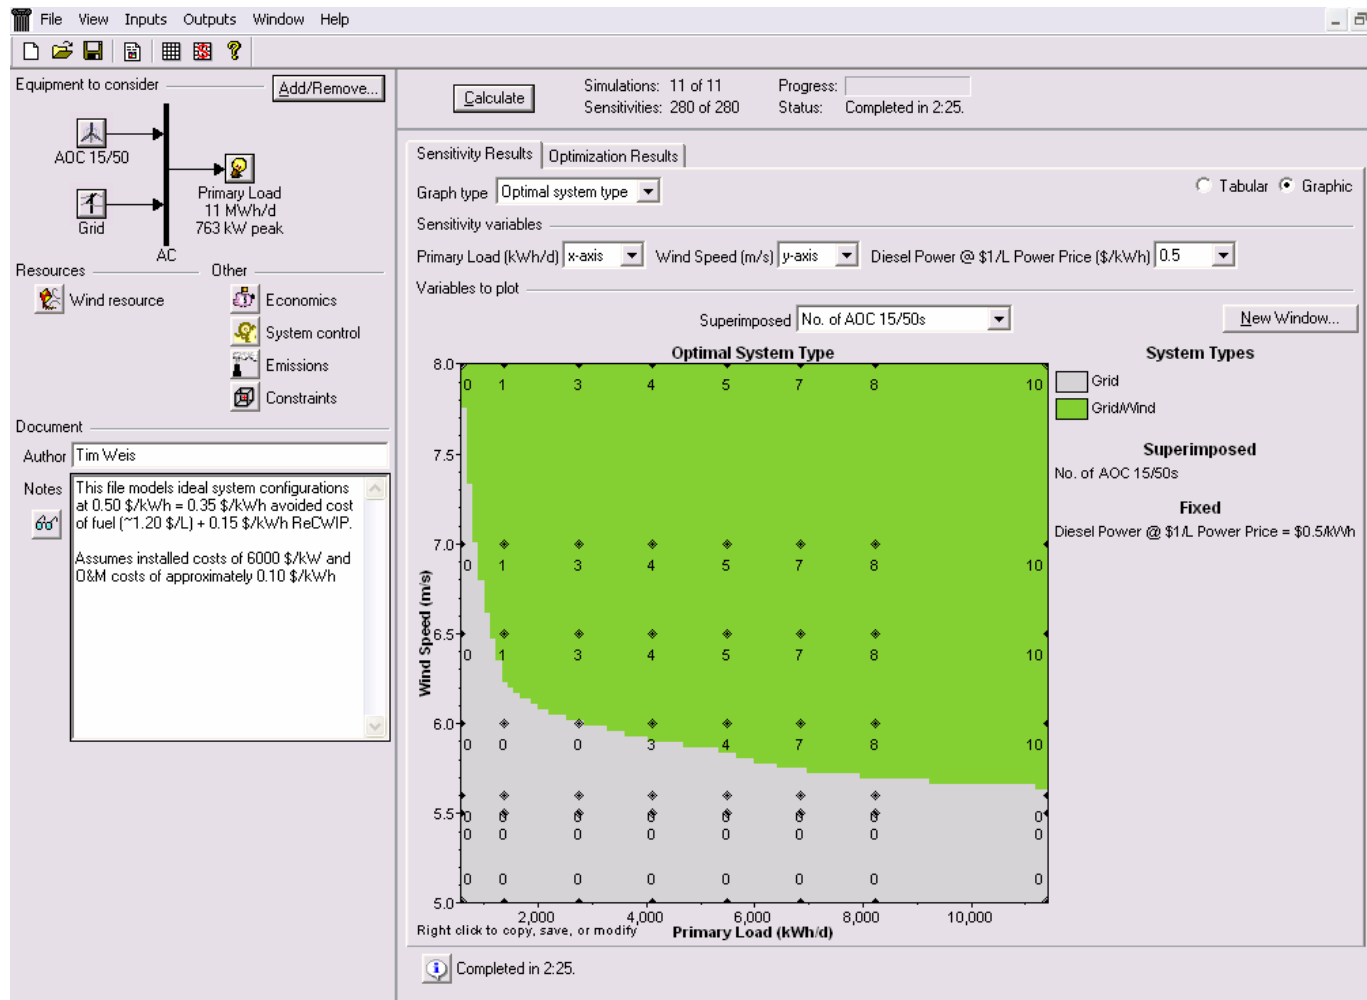 File View Inputs Outputs Window Help
Equipment to consider
Add/Remove...
AOC 15/50
Grid
Primary Load
11 MWh/d
763 kW peak
AC
Resources
Other
Wind resource
Economics
System control
Emissions
Constraints
Document
Author Tim Weis
Notes
This file models ideal system configurations
at 0.50 $/kWh = 0.35 $/kWh avoided cost
of fuel (~1.20 $/L) + 0.15 $/kWh ReCWIP.
Assumes installed costs of 6000 $/kW and
O&M costs of approximately 0.10 $/kWh
Calculate
Simulations: 11 of 11
Sensitivities: 280 of 280
Progress:
Status: Completed in 2:25.
Sensitivity Results
Optimization Results
Graph type Optimal system type
Tabular Graphic
Sensitivity variables
Primary Load (kWh/d) x-axis Wind Speed (m/s) y-axis Diesel Power @ $1/L Power Price ($/kWh) 0.5
Variables to plot
Superimposed No. of AOC 15/50s
New Window...
Optimal System Type
8.0
0 1 3 4 5 7 8 10
7.5
7.0
0 1 3 4 5 7 8 10
6.5
0 1 3 4 5 7 8 10
6.0
0 0 0 3 4 7 8 10
5.5
0 0 0 0 0 0 0 0
0 0 0 0 0 0 0 0
0 0 0 0 0 0 0 0
5.0
Wind Speed (m/s)
2,000 4,000 6,000 8,000 10,000
Right click to copy, save, or modify
Primary Load (kWh/d)
System Types
Grid
Grid/Wind
Superimposed
No. of AOC 15/50s
Fixed
Diesel Power @ $1/L Power Price = $0.5/kWh
Completed in 2:25.